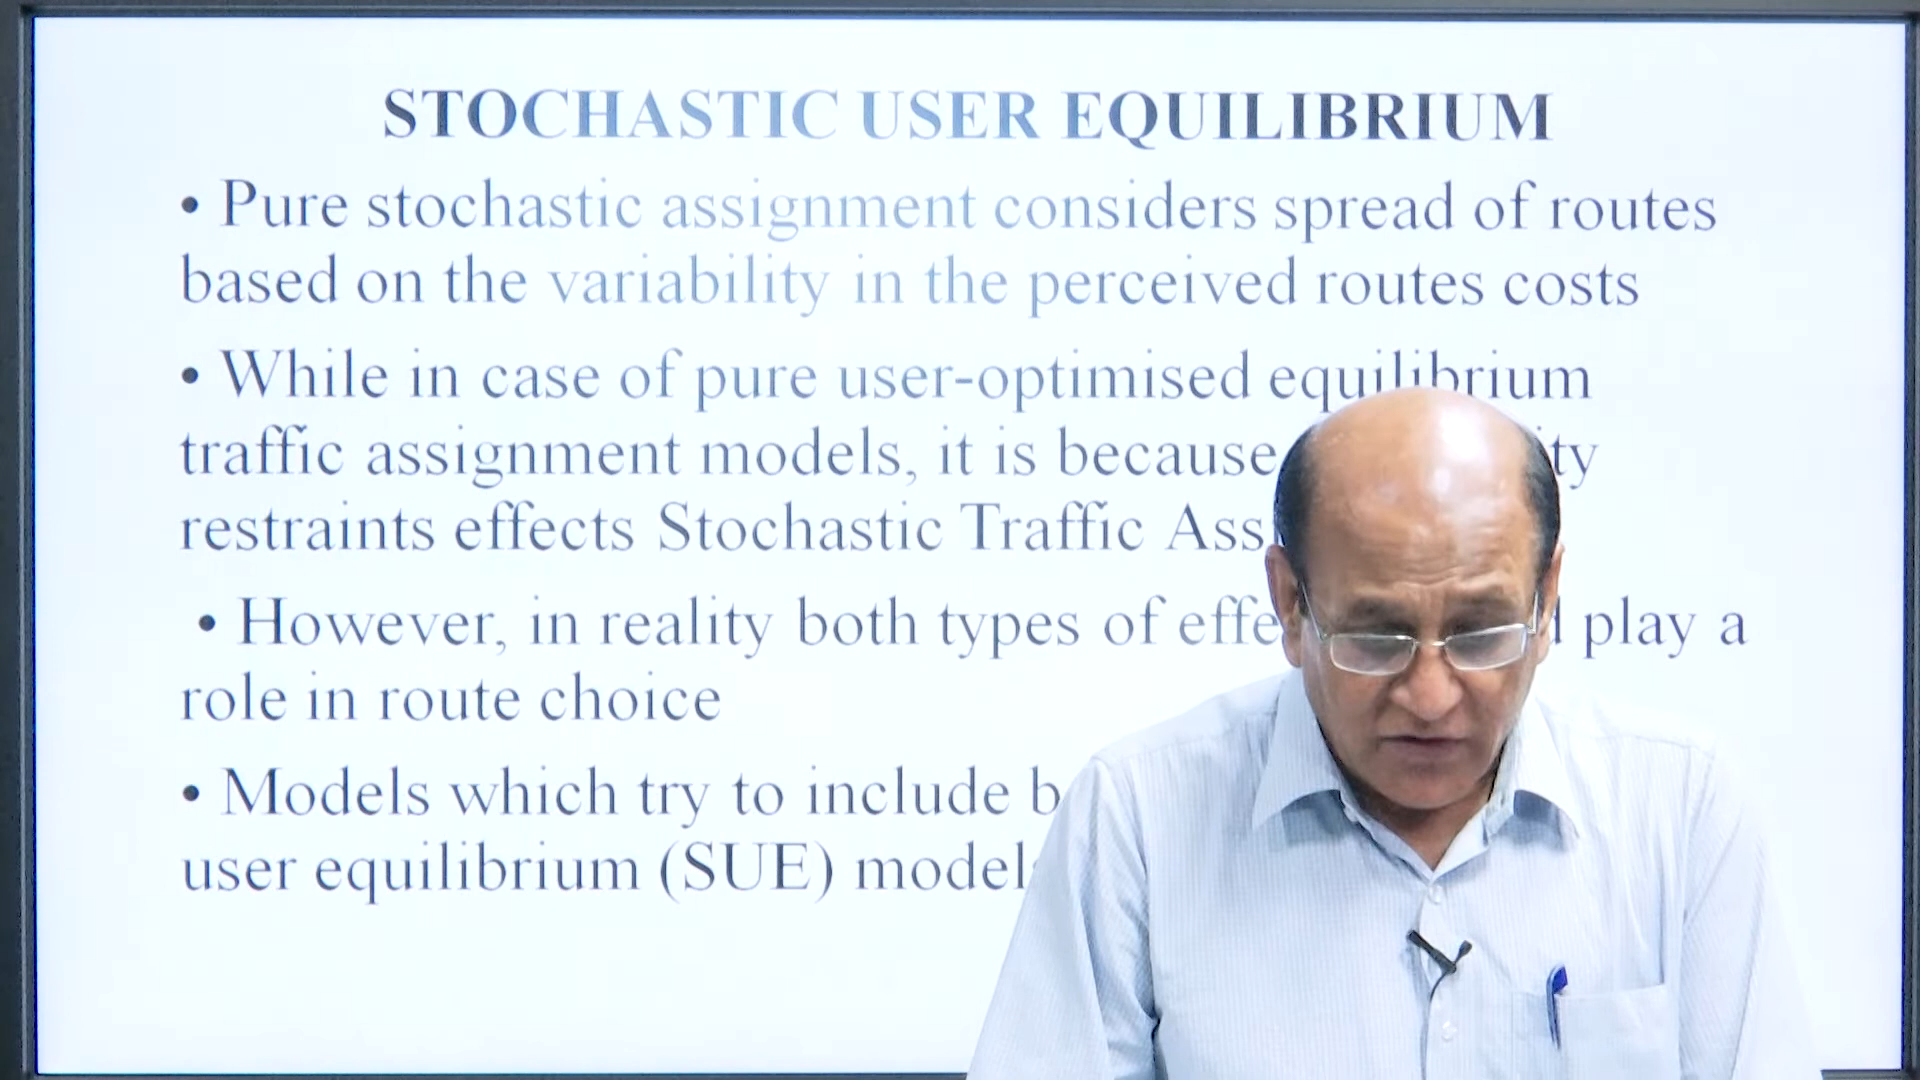 STOCHASTIC USER EQUILIBRIUM
• Pure stochastic assignment considers spread of routes
based on the variability in the perceived routes costs
• While in case of pure user-optimised equilibrium
traffic assignment models, it is because
restraints effects Stochastic Traffic
• However, in reality both types of play a
role in route choice
• Models which try to include
user equilibrium (SUE)